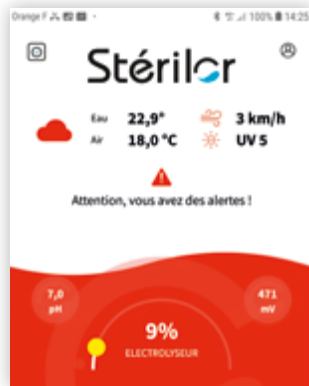 Orange F
100% 14:25
Stérilor
Eau 22,9° 3 km/h
Air 18,0 °C UV 5
Attention, vous avez des alertes !
7,0 471
pH mV
9%
ELECTROLYSEUR